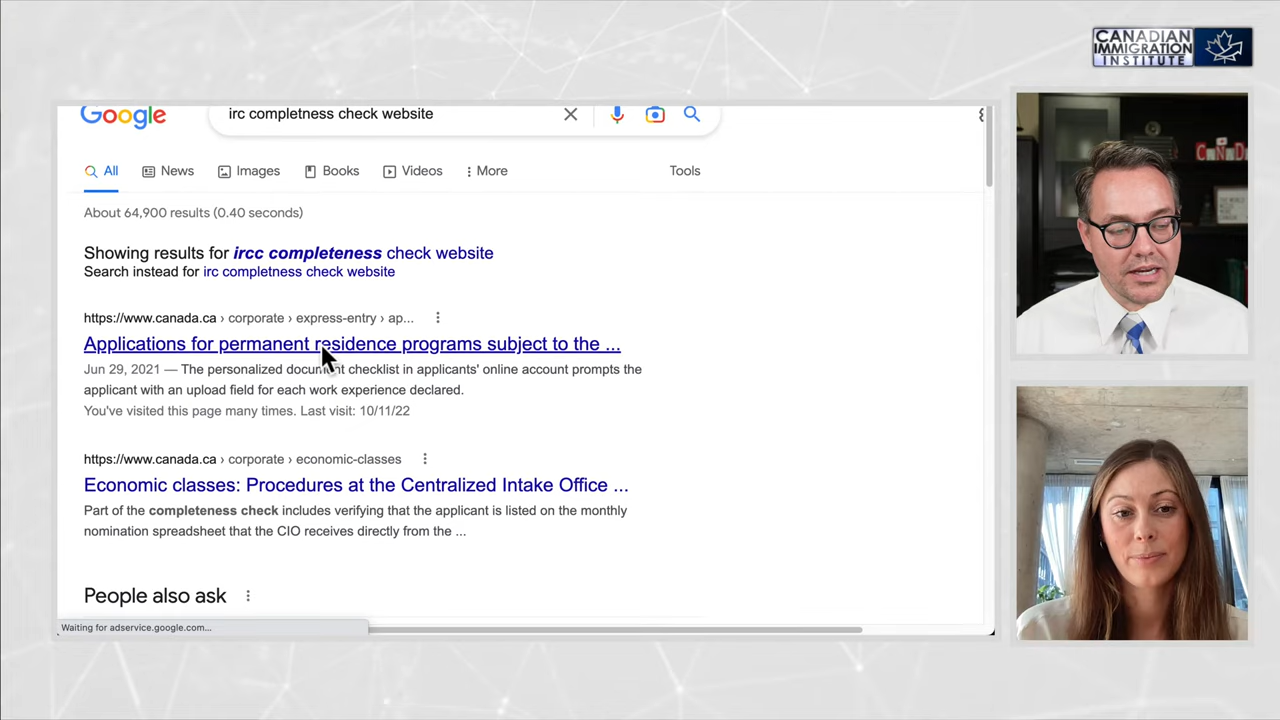 CANADIAN
IMMIGRATION
INSTITUTE
Google
irc completness check website
All
News
Images
Books
Videos
More
Tools
About 64,900 results (0.40 seconds)
Showing results for ircc completeness check website
Search instead for irc completness check website
https://www.canada.ca › corporate › express-entry › ap...
Applications for permanent residence programs subject to the ...
Jun 29, 2021 — The personalized document checklist in applicants' online account prompts the
applicant with an upload field for each work experience declared.
You've visited this page many times. Last visit: 10/11/22
https://www.canada.ca › corporate › economic-classes
Economic classes: Procedures at the Centralized Intake Office ...
Part of the completeness check includes verifying that the applicant is listed on the monthly
nomination spreadsheet that the CIO receives directly from the ...
People also ask
Waiting for adservice.google.com...